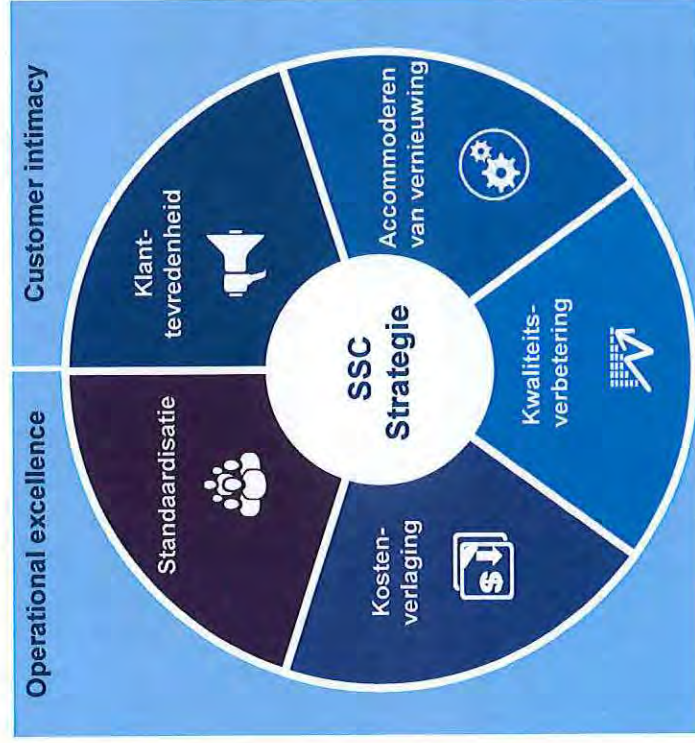 Operational excellence
Customer intimacy
Standaardisatie
Klant-
tevredenheid
Kosten-
verlaging
SSC
Strategie
Accommoderen
van vernieuwing
Kwaliteits-
verbetering
$